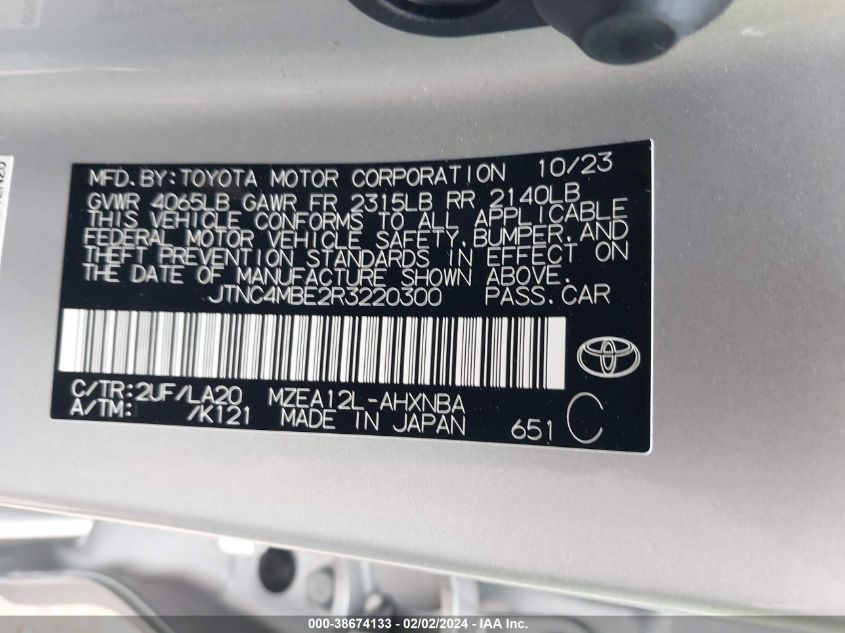 MFD.BY:TOYOTA MOTOR CORPORATION 10/23
GVWR 4065LB GAWR FR 2315LB RR 2140LB
THIS VEHICLE CONFORMS TO ALL APPLICABLE
FEDERAL MOTOR VEHICLE SAFETY,BUMPER,AND
THEFT PREVENTION STANDARDS IN EFFECT ON
THE DATE OF MANUFACTURE SHOWN ABOVE.
JTNC4MBE2R3220300 PASS.CAR
C/TR:2UF/LA20 MZEA12L-AHXNBA
A/TM: /K121 MADE IN JAPAN 651 C
000-38674133 - 02/02/2024 - IAA Inc.